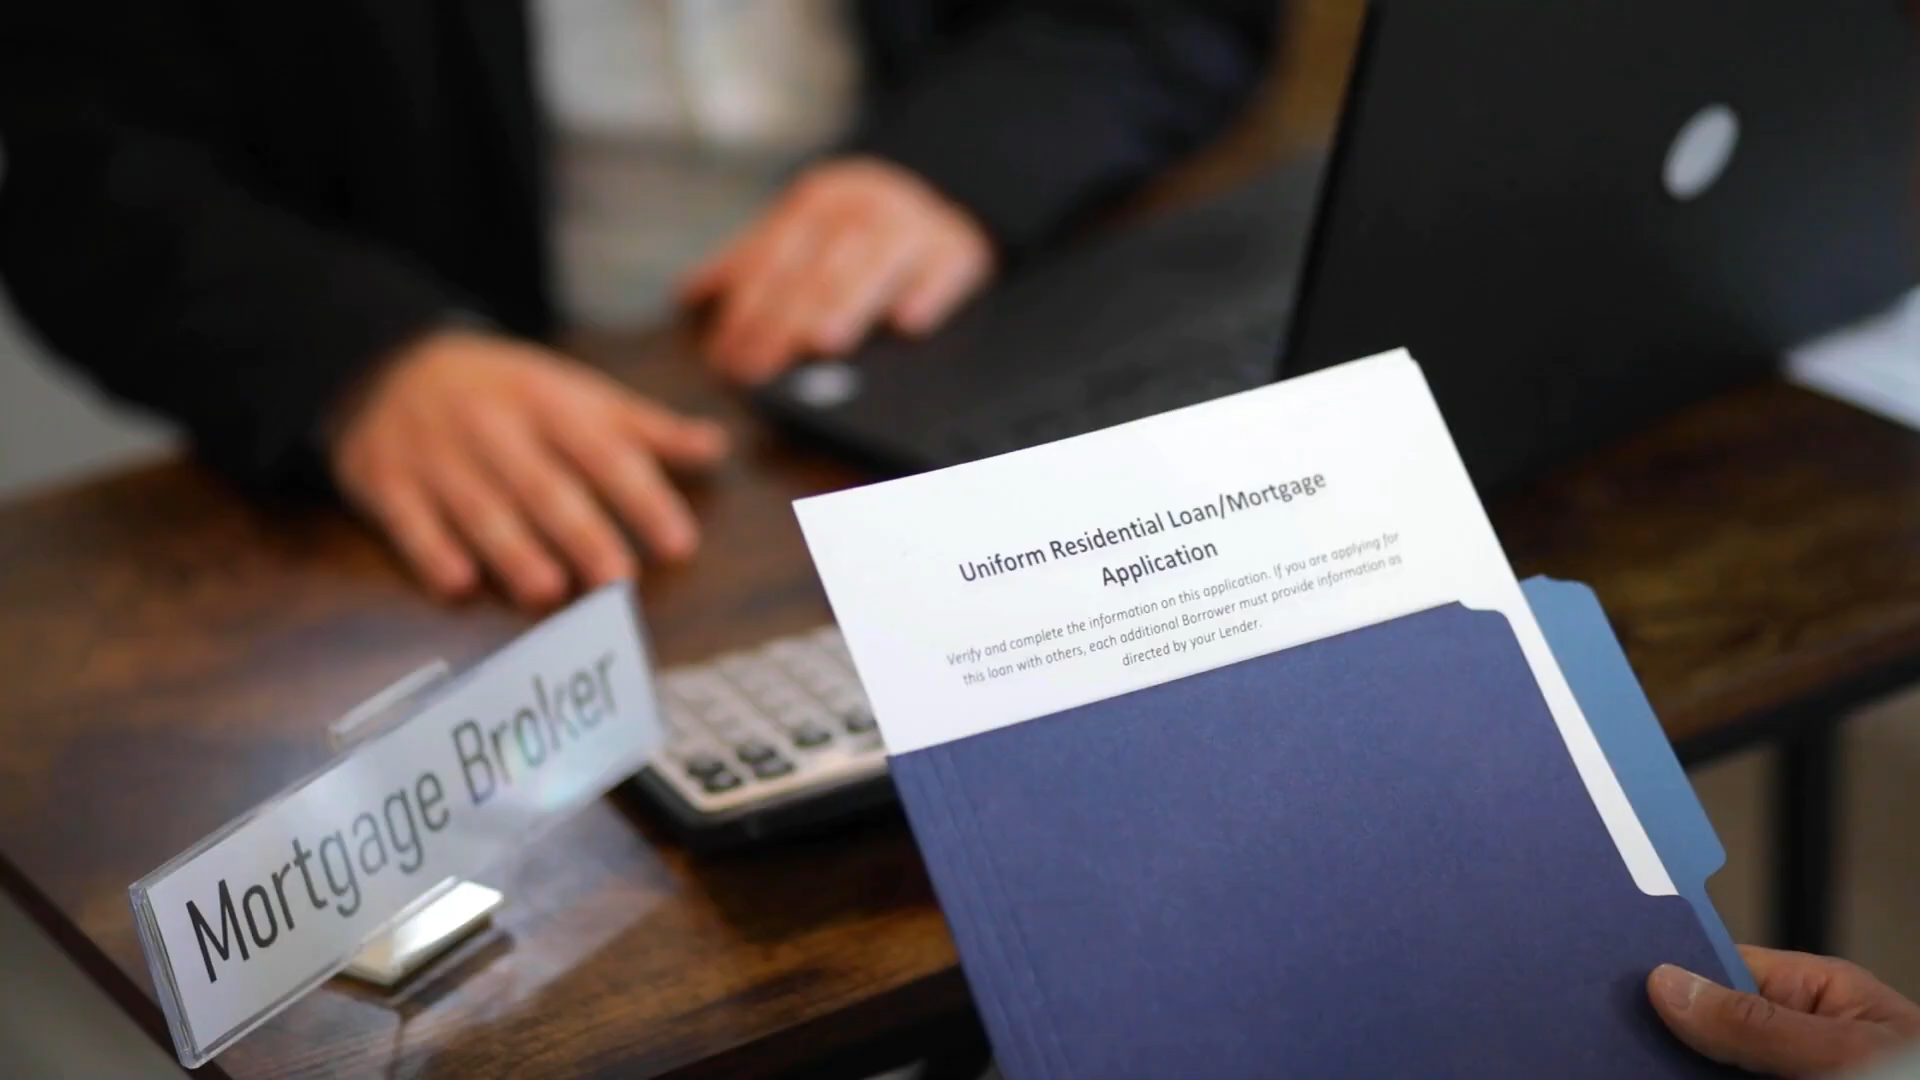 Uniform Residential Loan/Mortgage
Application
Verify and complete the information on this application. If you are applying for
this loan with others, each additional Borrower must provide information as
directed by your Lender.
Mortgage Broker